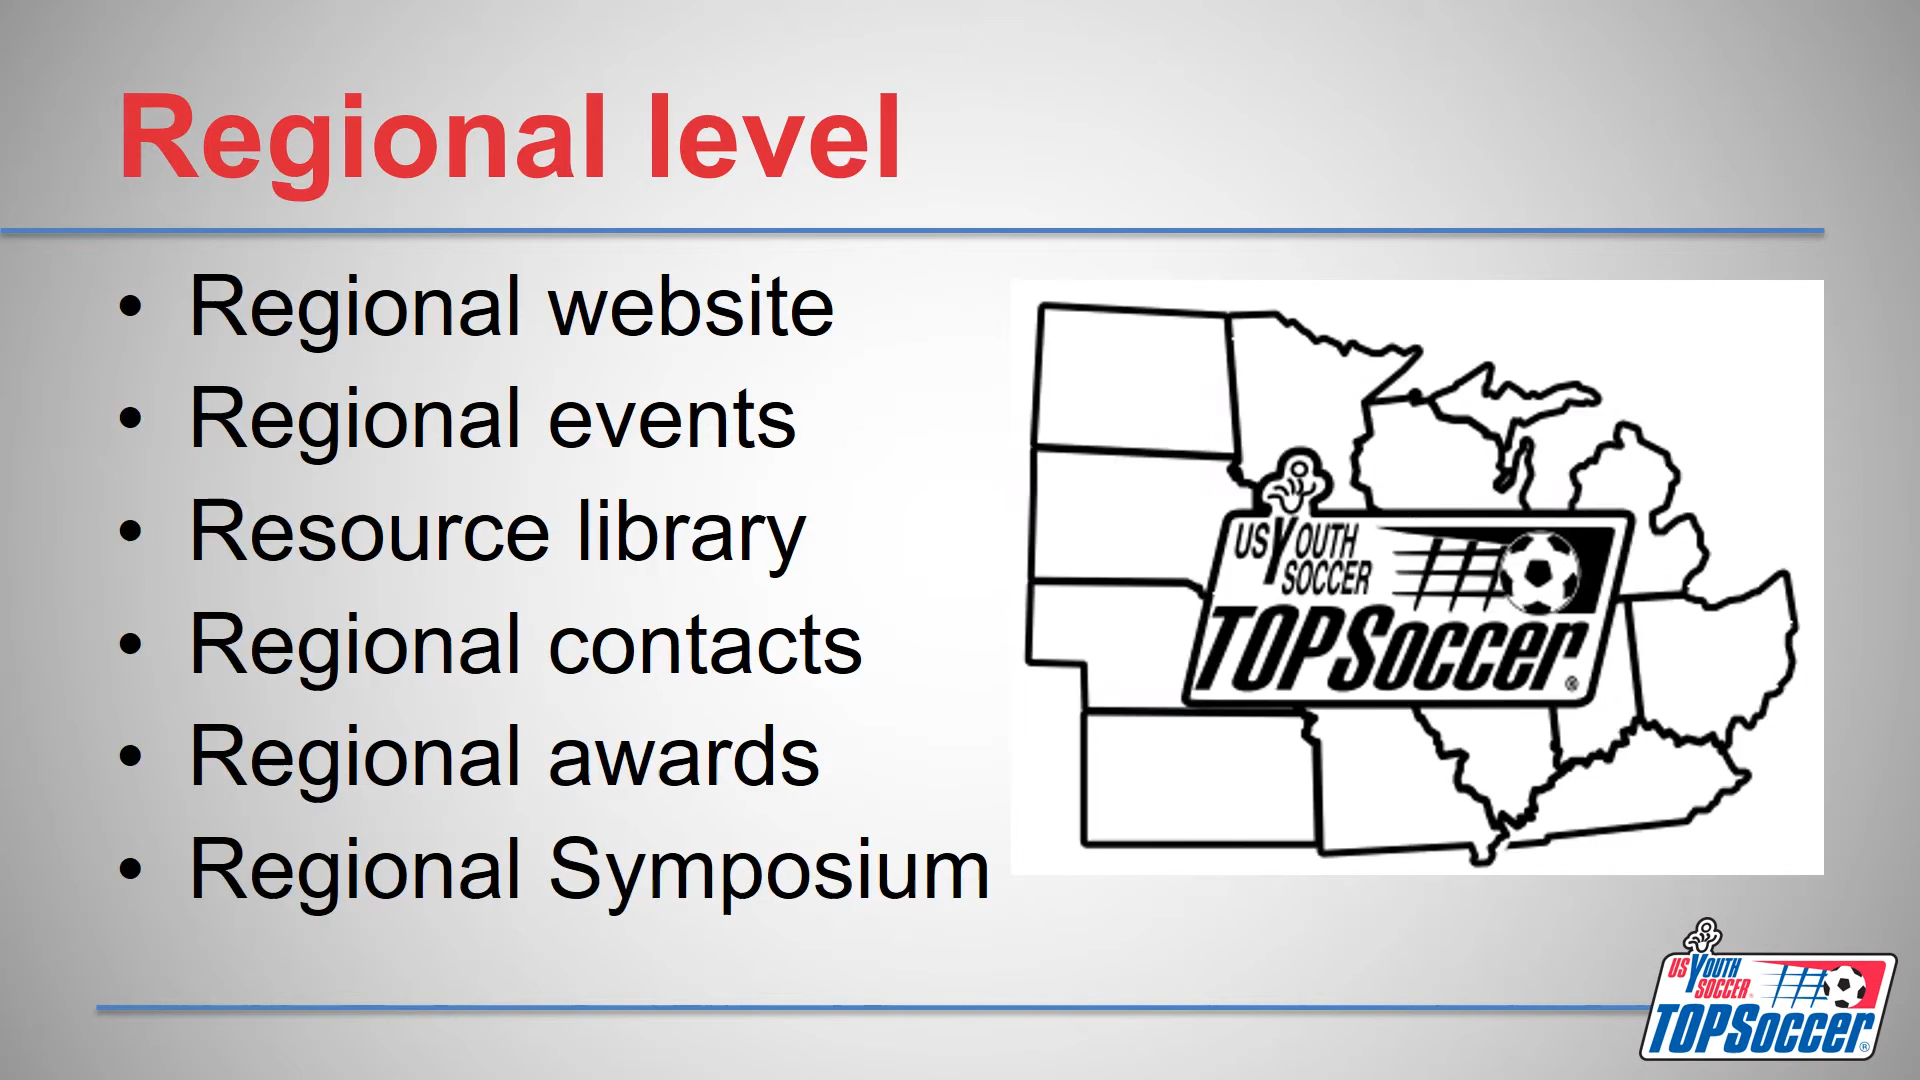 Regional level
• Regional website
• Regional events
• Resource library
• Regional contacts
• Regional awards
• Regional Symposium
US YOUTH
SOCCER
TOPSoccer®
US YOUTH
SOCCER®
TOPSoccer®